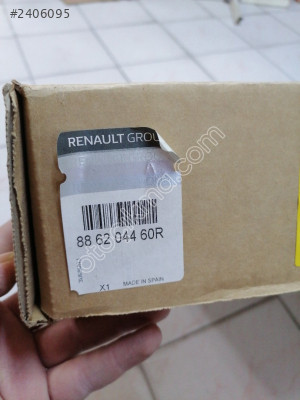 #2406095
RENAULT GROU
88 62 044 60R
X1
MADE IN SPAIN